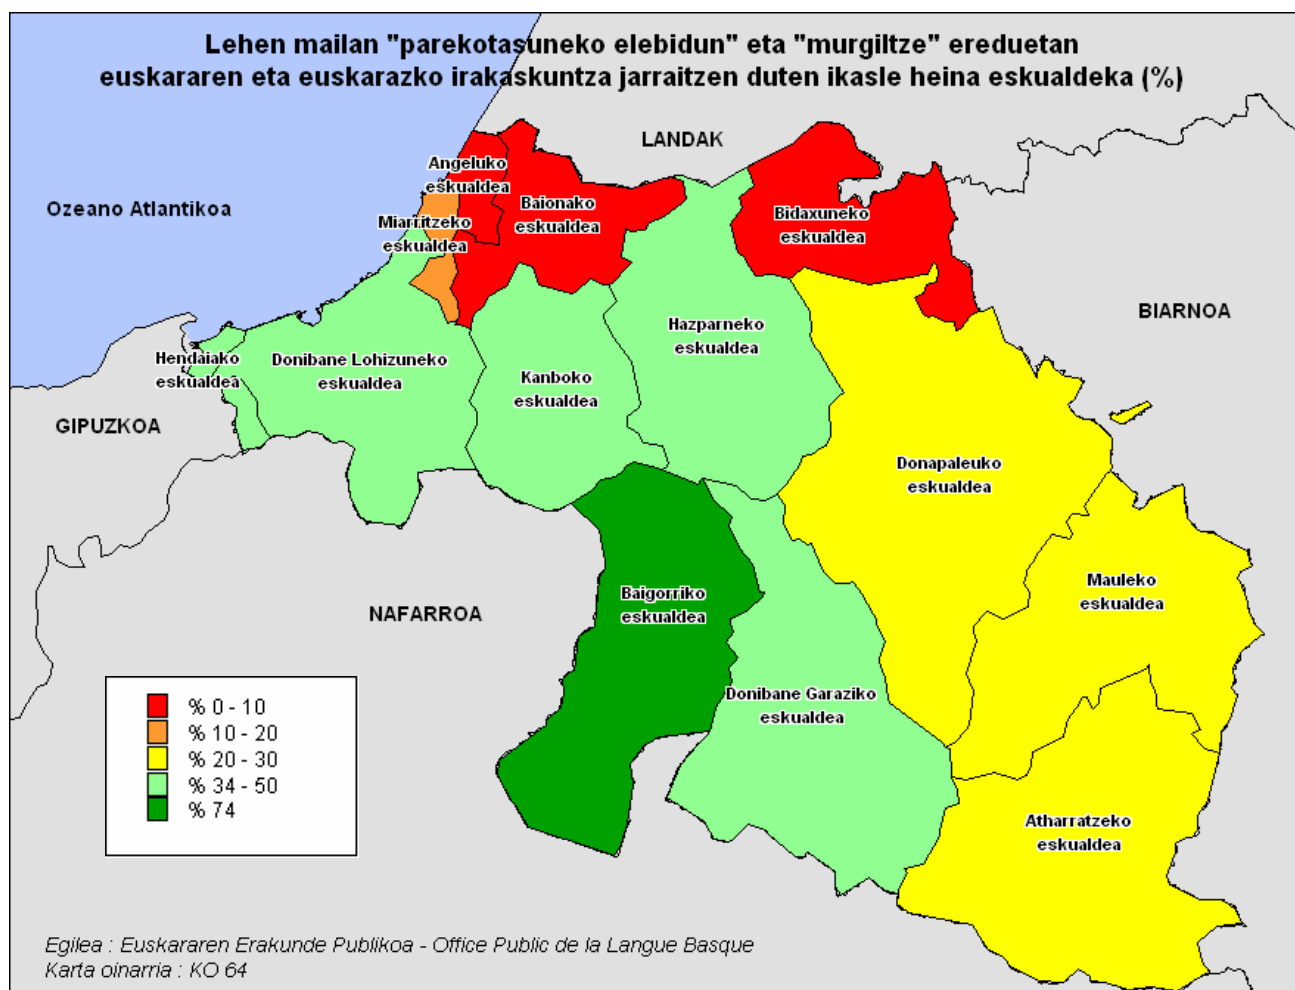 Lehen mailan "parekotasuneko elebidun" eta "murgiltze" ereduetan
euskararen eta euskarazko irakaskuntza jarraitzen duten ikasle heina eskualdeka (%)
LANDAK
Angeluko
eskualdea
Ozeano Atlantikoa
Baionako
eskualdea
Bidaxuneko
eskualdea
Miarritzeko
eskualdea
BIARNOA
Hazparneko
eskualdea
Hendaiako
eskualdea
Donibane Lohizuneko
eskualdea
Kanboko
eskualdea
GIPUZKOA
Donapaleuko
eskualdea
Mauleko
eskualdea
Baigorriko
eskualdea
NAFARROA
Donibane Garaziko
eskualdea
% 0 - 10
% 10 - 20
% 20 - 30
% 34 - 50
% 74
Atharratzeko
eskualdea
Egilea : Euskararen Erakunde Publikoa - Office Public de la Langue Basque
Karta oinarria : KO 64